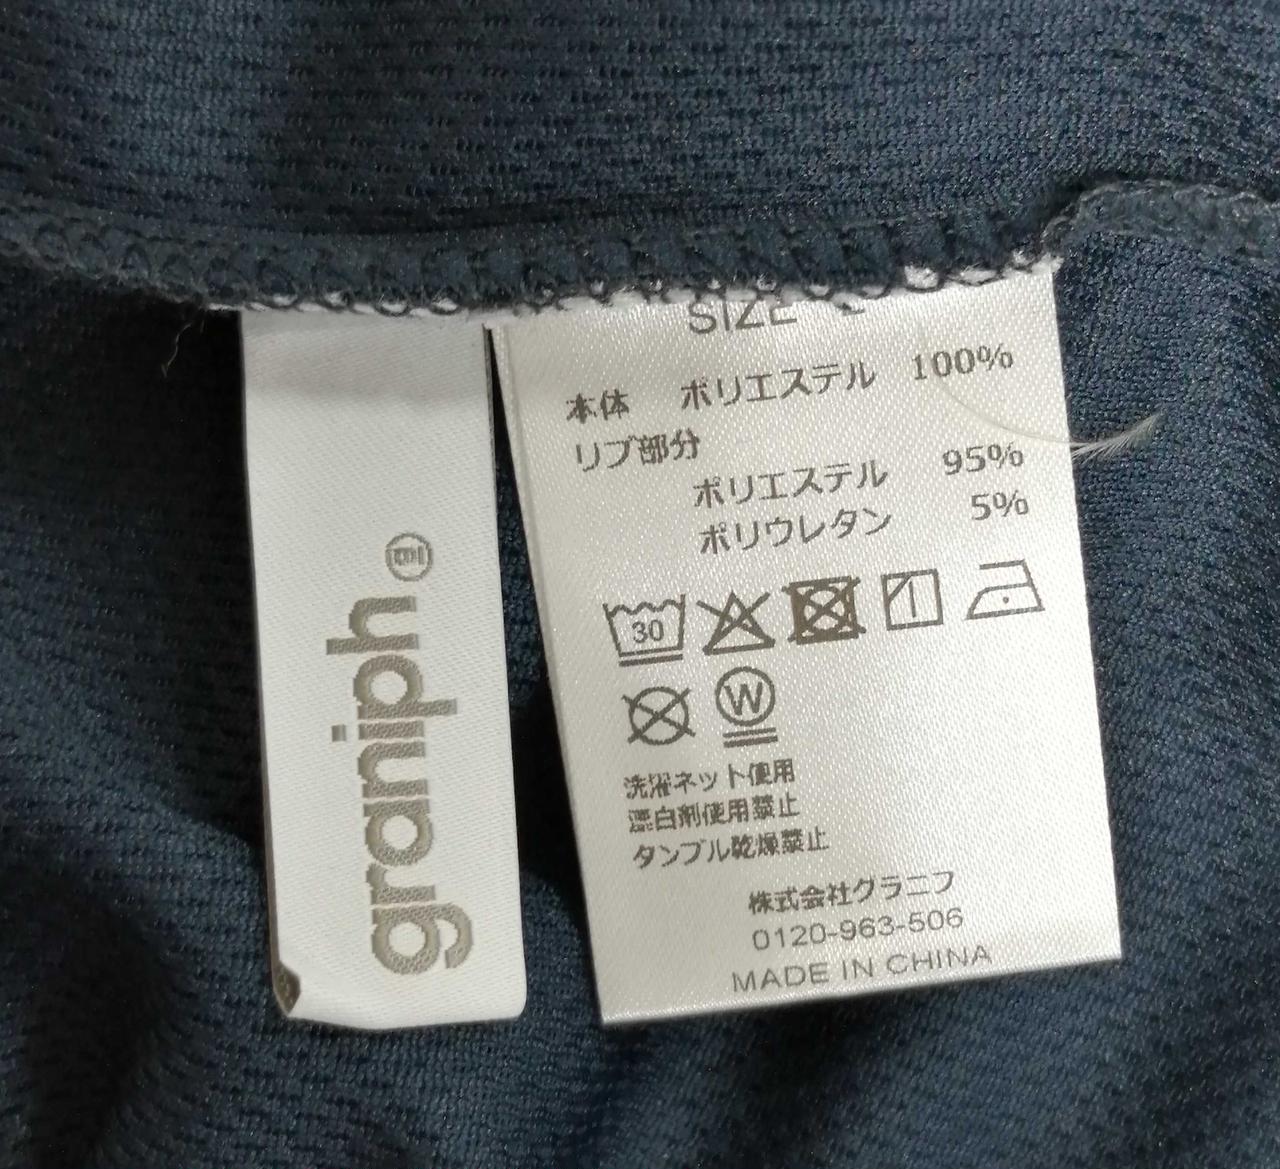 graniph
SIZE
本体 ポリエステル 100%
リブ部分
ポリエステル 95%
ポリウレタン 5%
30
W
洗濯ネット使用
漂白剤使用禁止
タンブル乾燥禁止
株式会社グラニフ
0120-963-506
MADE IN CHINA